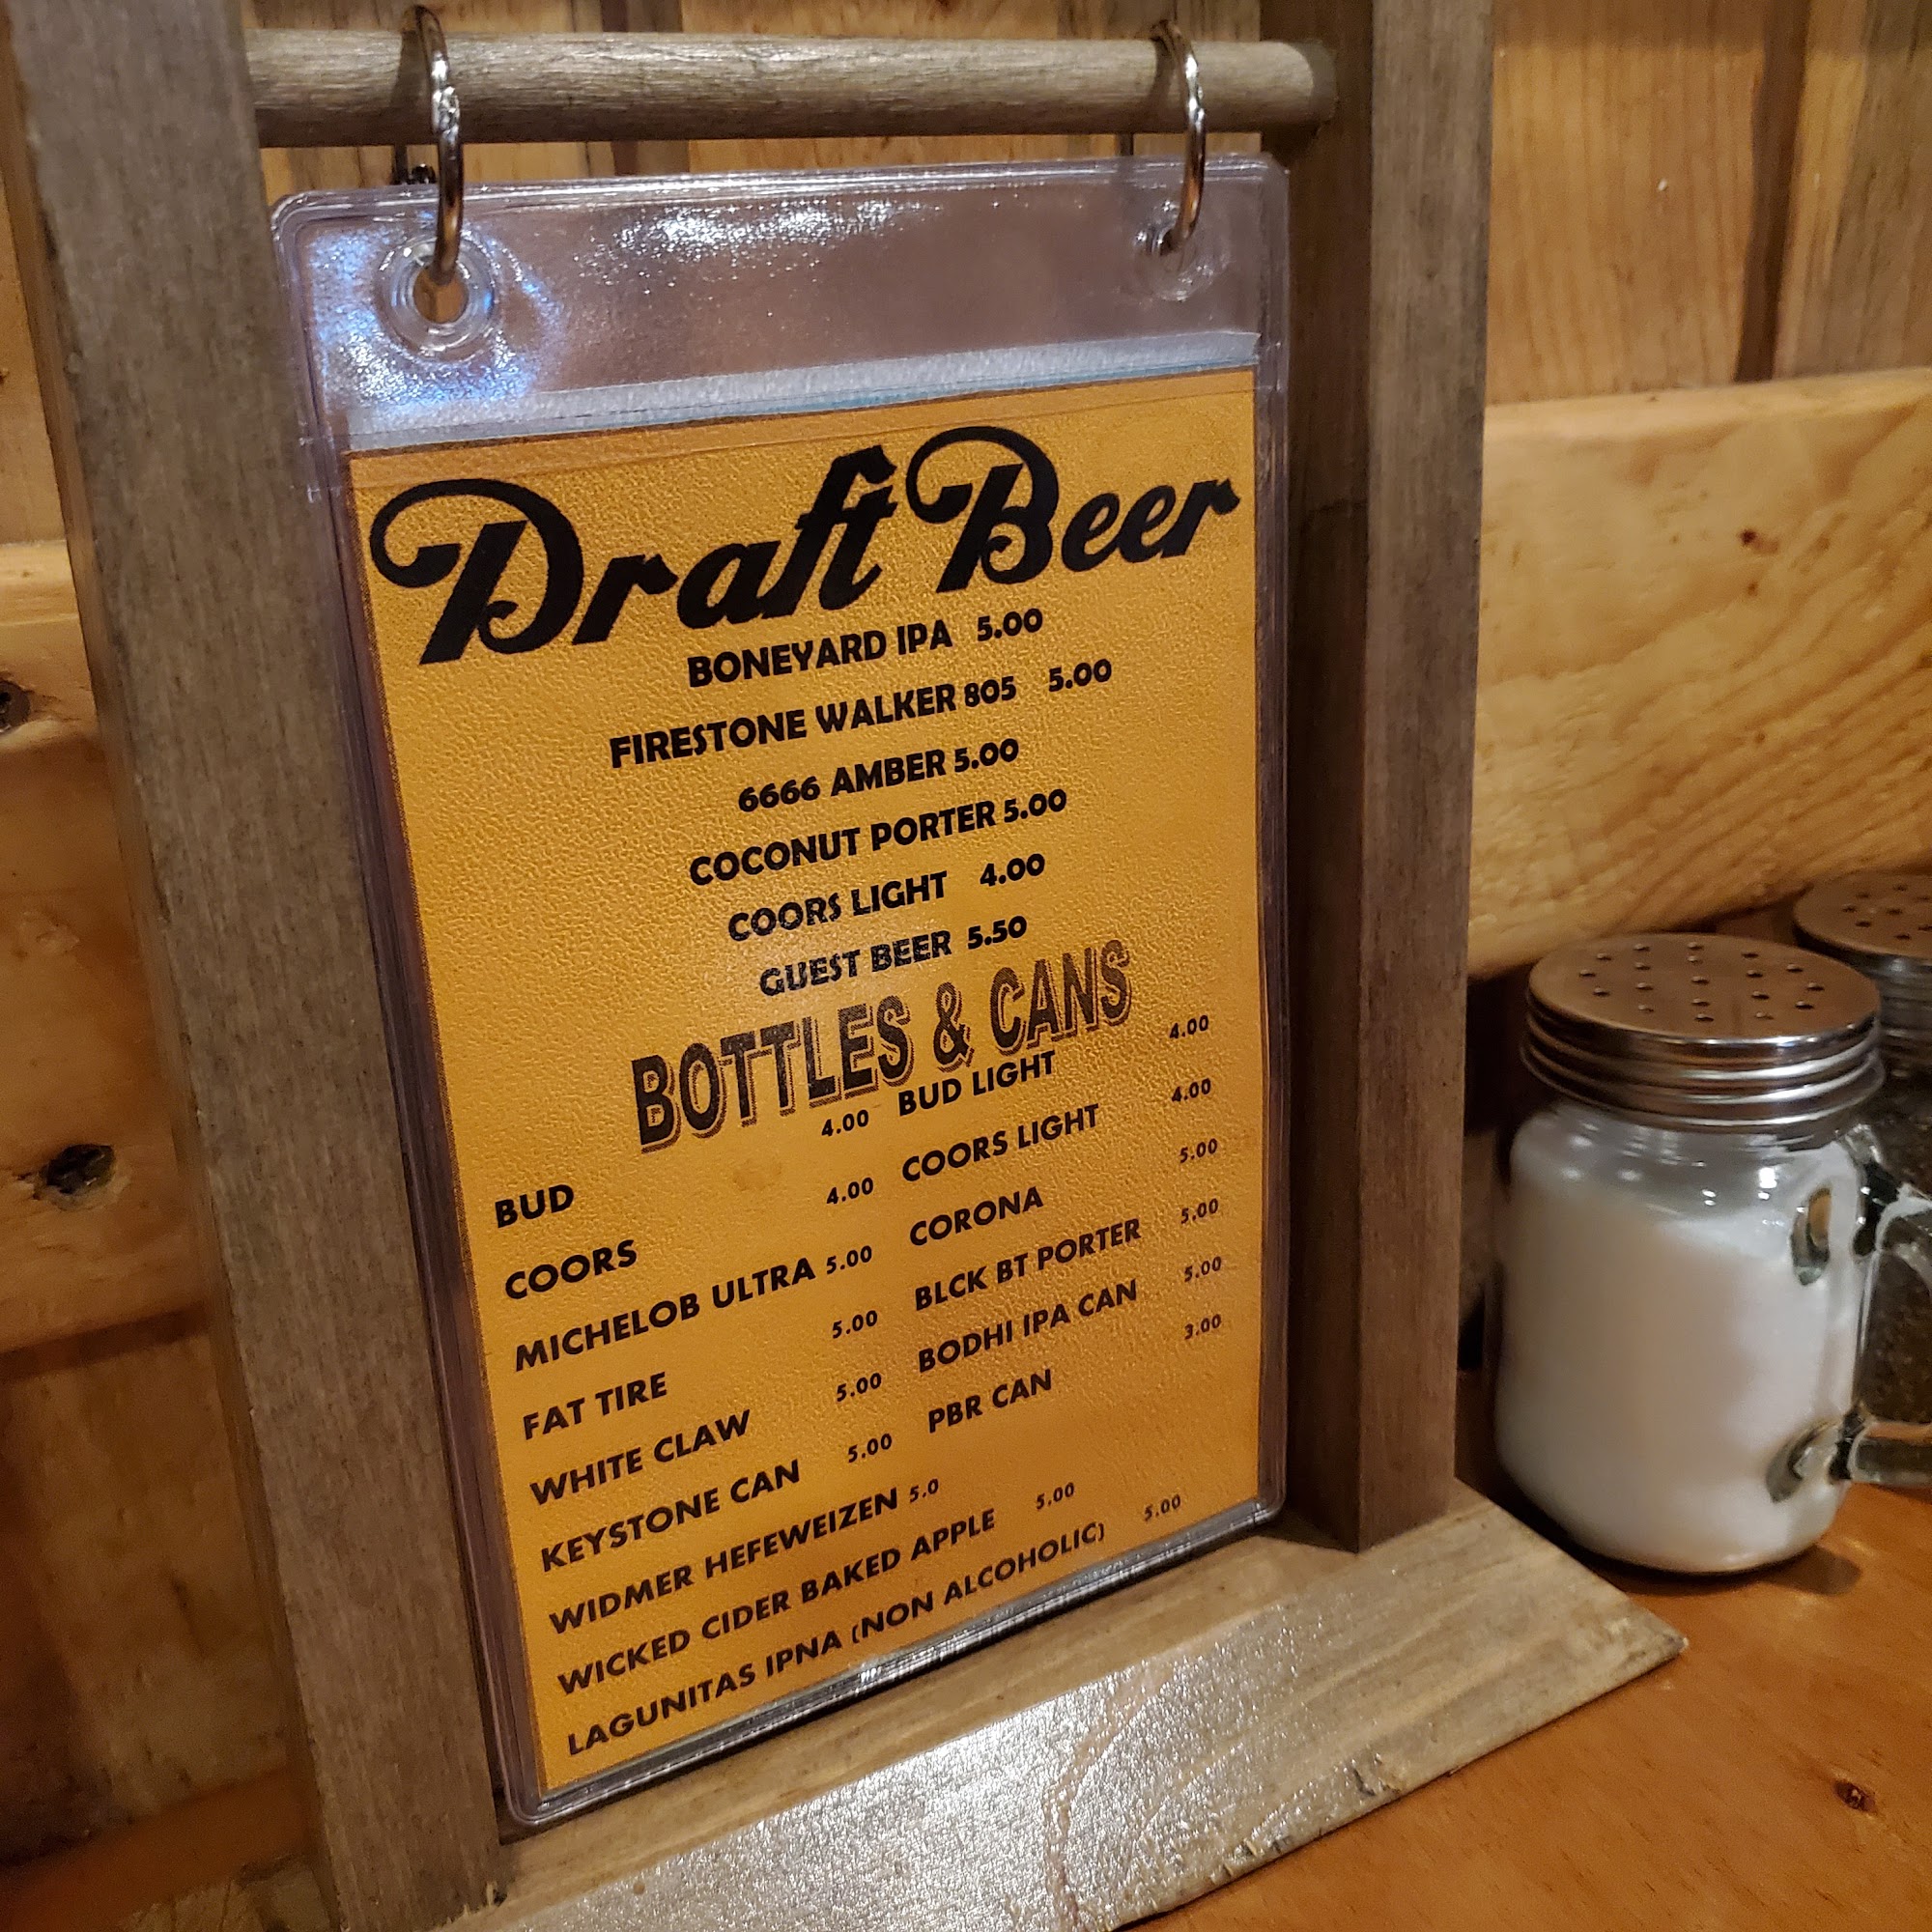 Draft Beer
BONEYARD IPA 5.00
FIRESTONE WALKER 805 5.00
6666 AMBER 5.00
COCONUT PORTER 5.00
COORS LIGHT 4.00
GUEST BEER 5.50
BOTTLES & CANS
BUD 4.00 BUD LIGHT 4.00
COORS 4.00 COORS LIGHT 4.00
MICHELOB ULTRA 5.00 CORONA 5.00
FAT TIRE 5.00 BLCK BT PORTER 5.00
WHITE CLAW 5.00 BODHI IPA CAN 5.00
KEYSTONE CAN 5.00 PBR CAN 3.00
WIDMER HEFEWEIZEN 5.0
WICKED CIDER BAKED APPLE 5.00
LAGUNITAS IPNA (NON ALCOHOLIC) 5.00